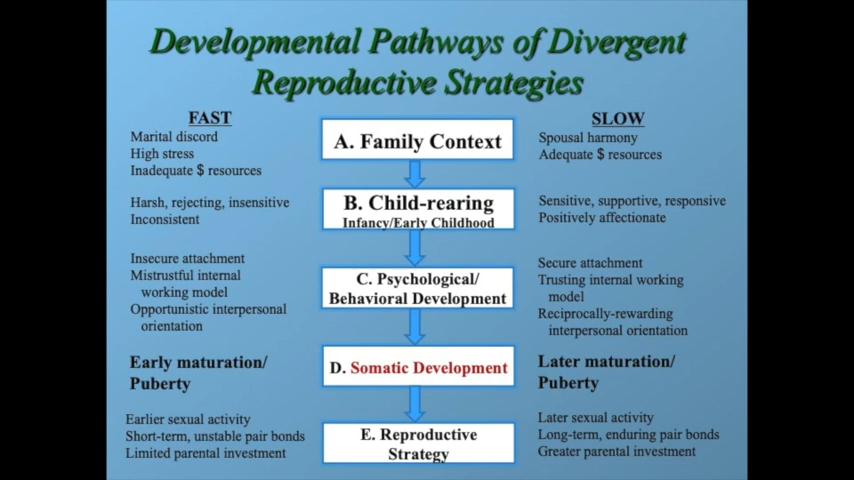 Developmental Pathways of Divergent
Reproductive Strategies
FAST
Marital discord
High stress
Inadequate $ resources
A. Family Context
SLOW
Spousal harmony
Adequate $ resources
Harsh, rejecting, insensitive
Inconsistent
B. Child-rearing
Infancy/Early Childhood
Sensitive, supportive, responsive
Positively affectionate
Insecure attachment
Mistrustful internal
working model
Opportunistic interpersonal
orientation
C. Psychological/
Behavioral Development
Secure attachment
Trusting internal working
model
Reciprocally-rewarding
interpersonal orientation
Early maturation/
Puberty
D. Somatic Development
Later maturation/
Puberty
Earlier sexual activity
Short-term, unstable pair bonds
Limited parental investment
E. Reproductive
Strategy
Later sexual activity
Long-term, enduring pair bonds
Greater parental investment